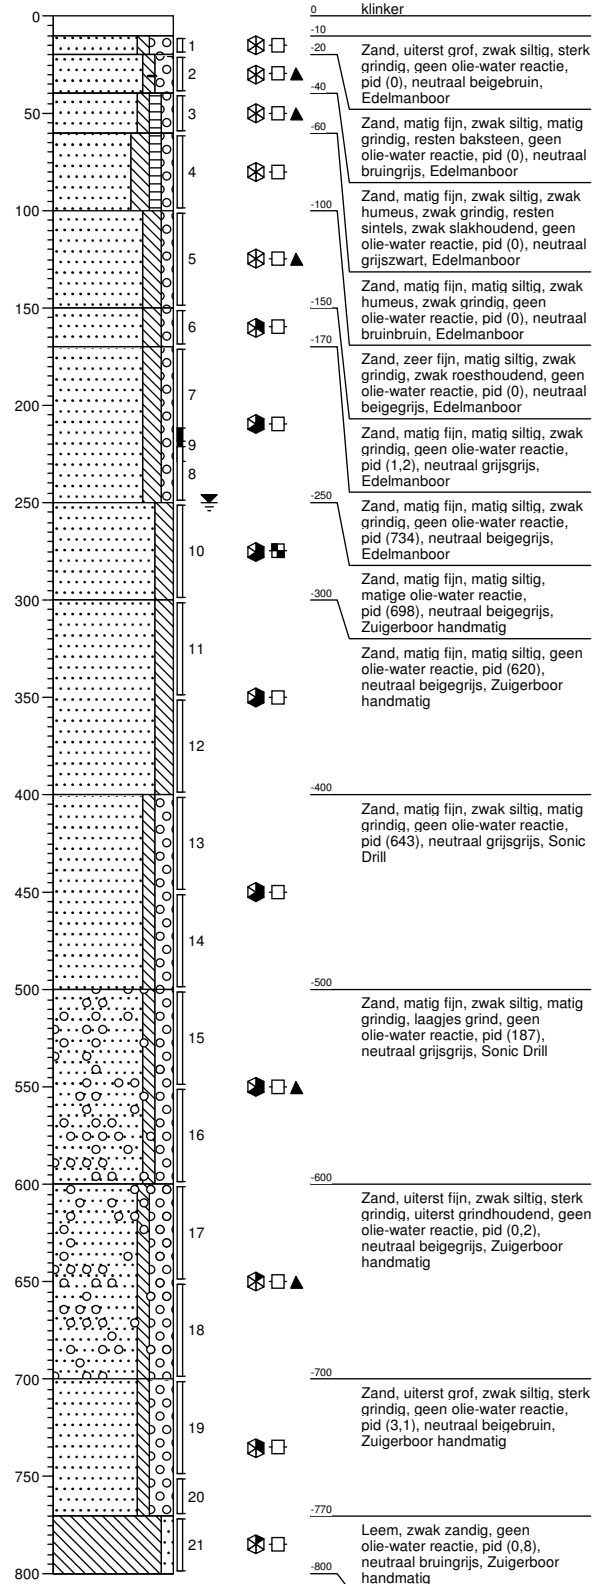 0
50
100
150
200
250
300
350
400
450
500
550
600
650
700
750
800
1
2
3
4
5
6
7
9
8
10
11
12
13
14
15
16
17
18
19
20
21
0
klinker
-10
Zand, uiterst grof, zwak siltig, sterk
grindig, geen olie-water reactie,
pid (0), neutraal beigebruin,
Edelmanboor
-20
Zand, matig fijn, zwak siltig, matig
grindig, resten baksteen, geen
olie-water reactie, pid (0), neutraal
bruingrijs, Edelmanboor
-40
Zand, matig fijn, zwak siltig, zwak
humeus, zwak grindig, resten
sintels, zwak slakhoudend, geen
olie-water reactie, pid (0), neutraal
grijszwart, Edelmanboor
-60
Zand, matig fijn, matig siltig, zwak
humeus, zwak grindig, geen
olie-water reactie, pid (0), neutraal
bruinbruin, Edelmanboor
-100
Zand, zeer fijn, matig siltig, zwak
grindig, zwak roesthoudend, geen
olie-water reactie, pid (0), neutraal
beigegrijs, Edelmanboor
-150
Zand, matig fijn, matig siltig, zwak
grindig, geen olie-water reactie,
pid (1,2), neutraal grijsgrijs,
Edelmanboor
-170
Zand, matig fijn, matig siltig, zwak
grindig, geen olie-water reactie,
pid (734), neutraal beigegrijs,
Edelmanboor
-250
Zand, matig fijn, matig siltig,
matige olie-water reactie,
pid (698), neutraal beigegrijs,
Zuigerboor handmatig
-300
Zand, matig fijn, matig siltig, geen
olie-water reactie, pid (620),
neutraal beigegrijs, Zuigerboor
handmatig
-400
Zand, matig fijn, zwak siltig, matig
grindig, geen olie-water reactie,
pid (643), neutraal grijsgrijs, Sonic
Drill
-500
Zand, matig fijn, zwak siltig, matig
grindig, laagjes grind, geen
olie-water reactie, pid (187),
neutraal grijsgrijs, Sonic Drill
-600
Zand, uiterst fijn, zwak siltig, sterk
grindig, uiterst grindhoudend, geen
olie-water reactie, pid (0,2),
neutraal beigegrijs, Zuigerboor
handmatig
-700
Zand, uiterst grof, zwak siltig, sterk
grindig, geen olie-water reactie,
pid (3,1), neutraal beigebruin,
Zuigerboor handmatig
-770
Leem, zwak zandig, geen
olie-water reactie, pid (0,8),
neutraal bruingrijs, Zuigerboor
handmatig
-800